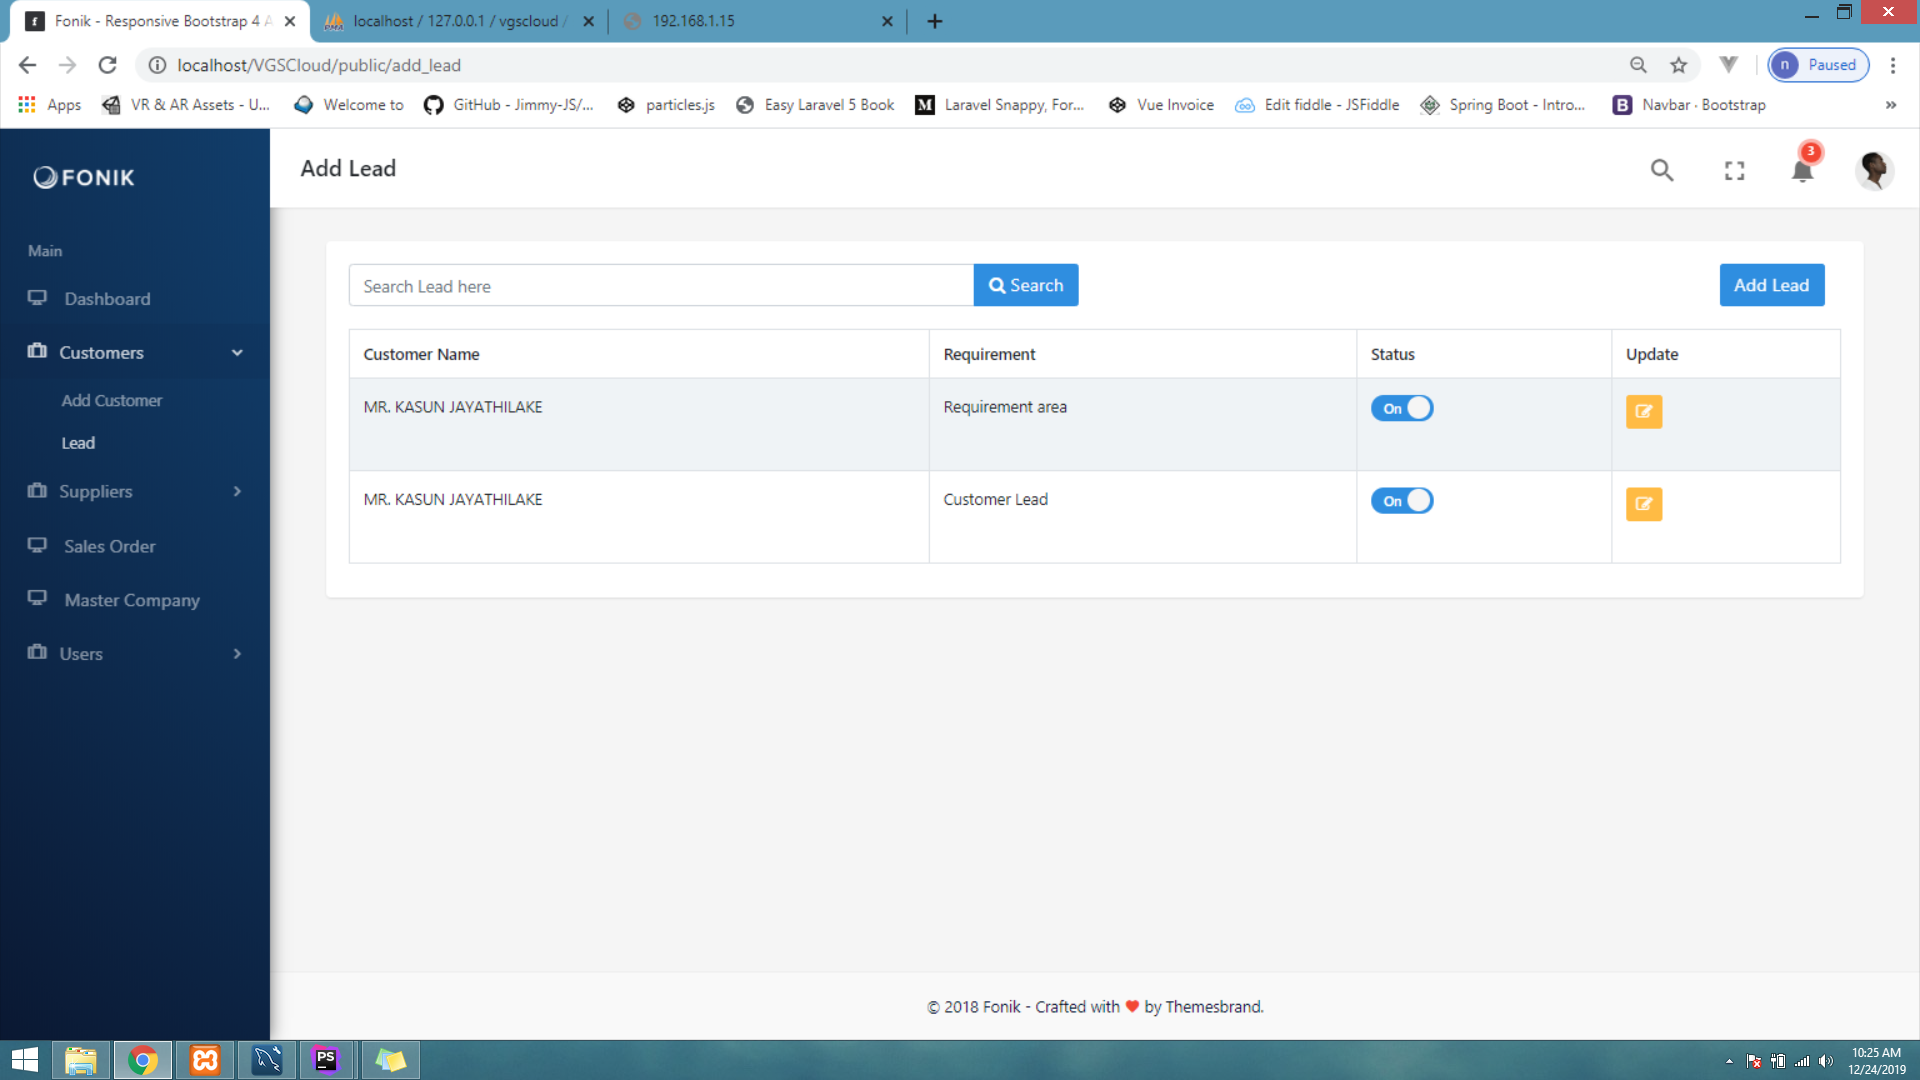 Fonik - Responsive Bootstrap 4 A
localhost / 127.0.0.1 / vgscloud /
192.168.1.15
localhost/VGSCloud/public/add_lead
n Paused
Apps
VR & AR Assets - U...
Welcome to
GitHub - Jimmy-JS/...
particles.js
Easy Laravel 5 Book
M Laravel Snappy, For...
Vue Invoice
Edit fiddle - JSFiddle
Spring Boot - Intro...
B Navbar · Bootstrap
»
FONIK
Add Lead
3
Main
Dashboard
Customers
Add Customer
Lead
Suppliers
Sales Order
Master Company
Users
Search Lead here
Search
Add Lead
Customer Name Requirement Status Update
MR. KASUN JAYATHILAKE Requirement area On
MR. KASUN JAYATHILAKE Customer Lead On
© 2018 Fonik - Crafted with ❤ by Themesbrand.
PS
10:25 AM
12/24/2019